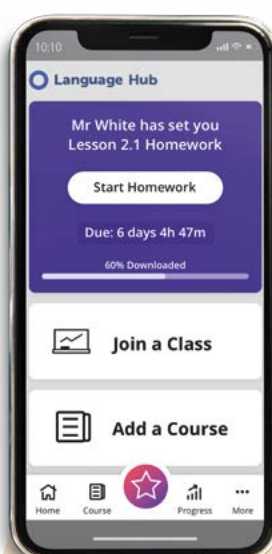 10:10
Language Hub
Mr White has set you
Lesson 2.1 Homework
Start Homework
Due: 6 days 4h 47m
60% Downloaded
Join a Class
Add a Course
Home Course Progress More